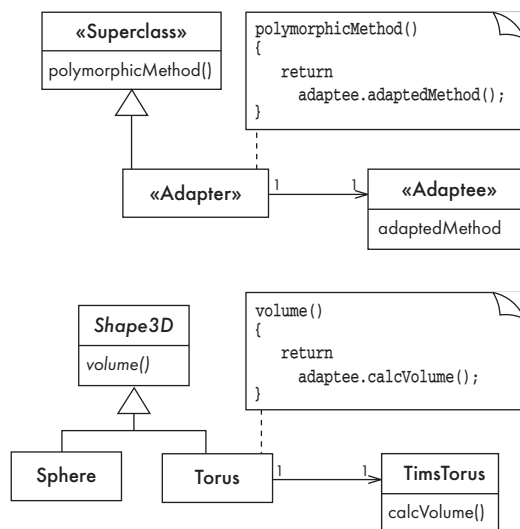 «Superclass»
polymorphicMethod()
polymorphicMethod()
{
return
adaptee.adaptedMethod();
}
«Adapter»
1
1
«Adaptee»
adaptedMethod
Shape3D
volume()
volume()
{
return
adaptee.calcVolume();
}
Sphere
Torus
1
1
TimsTorus
calcVolume()